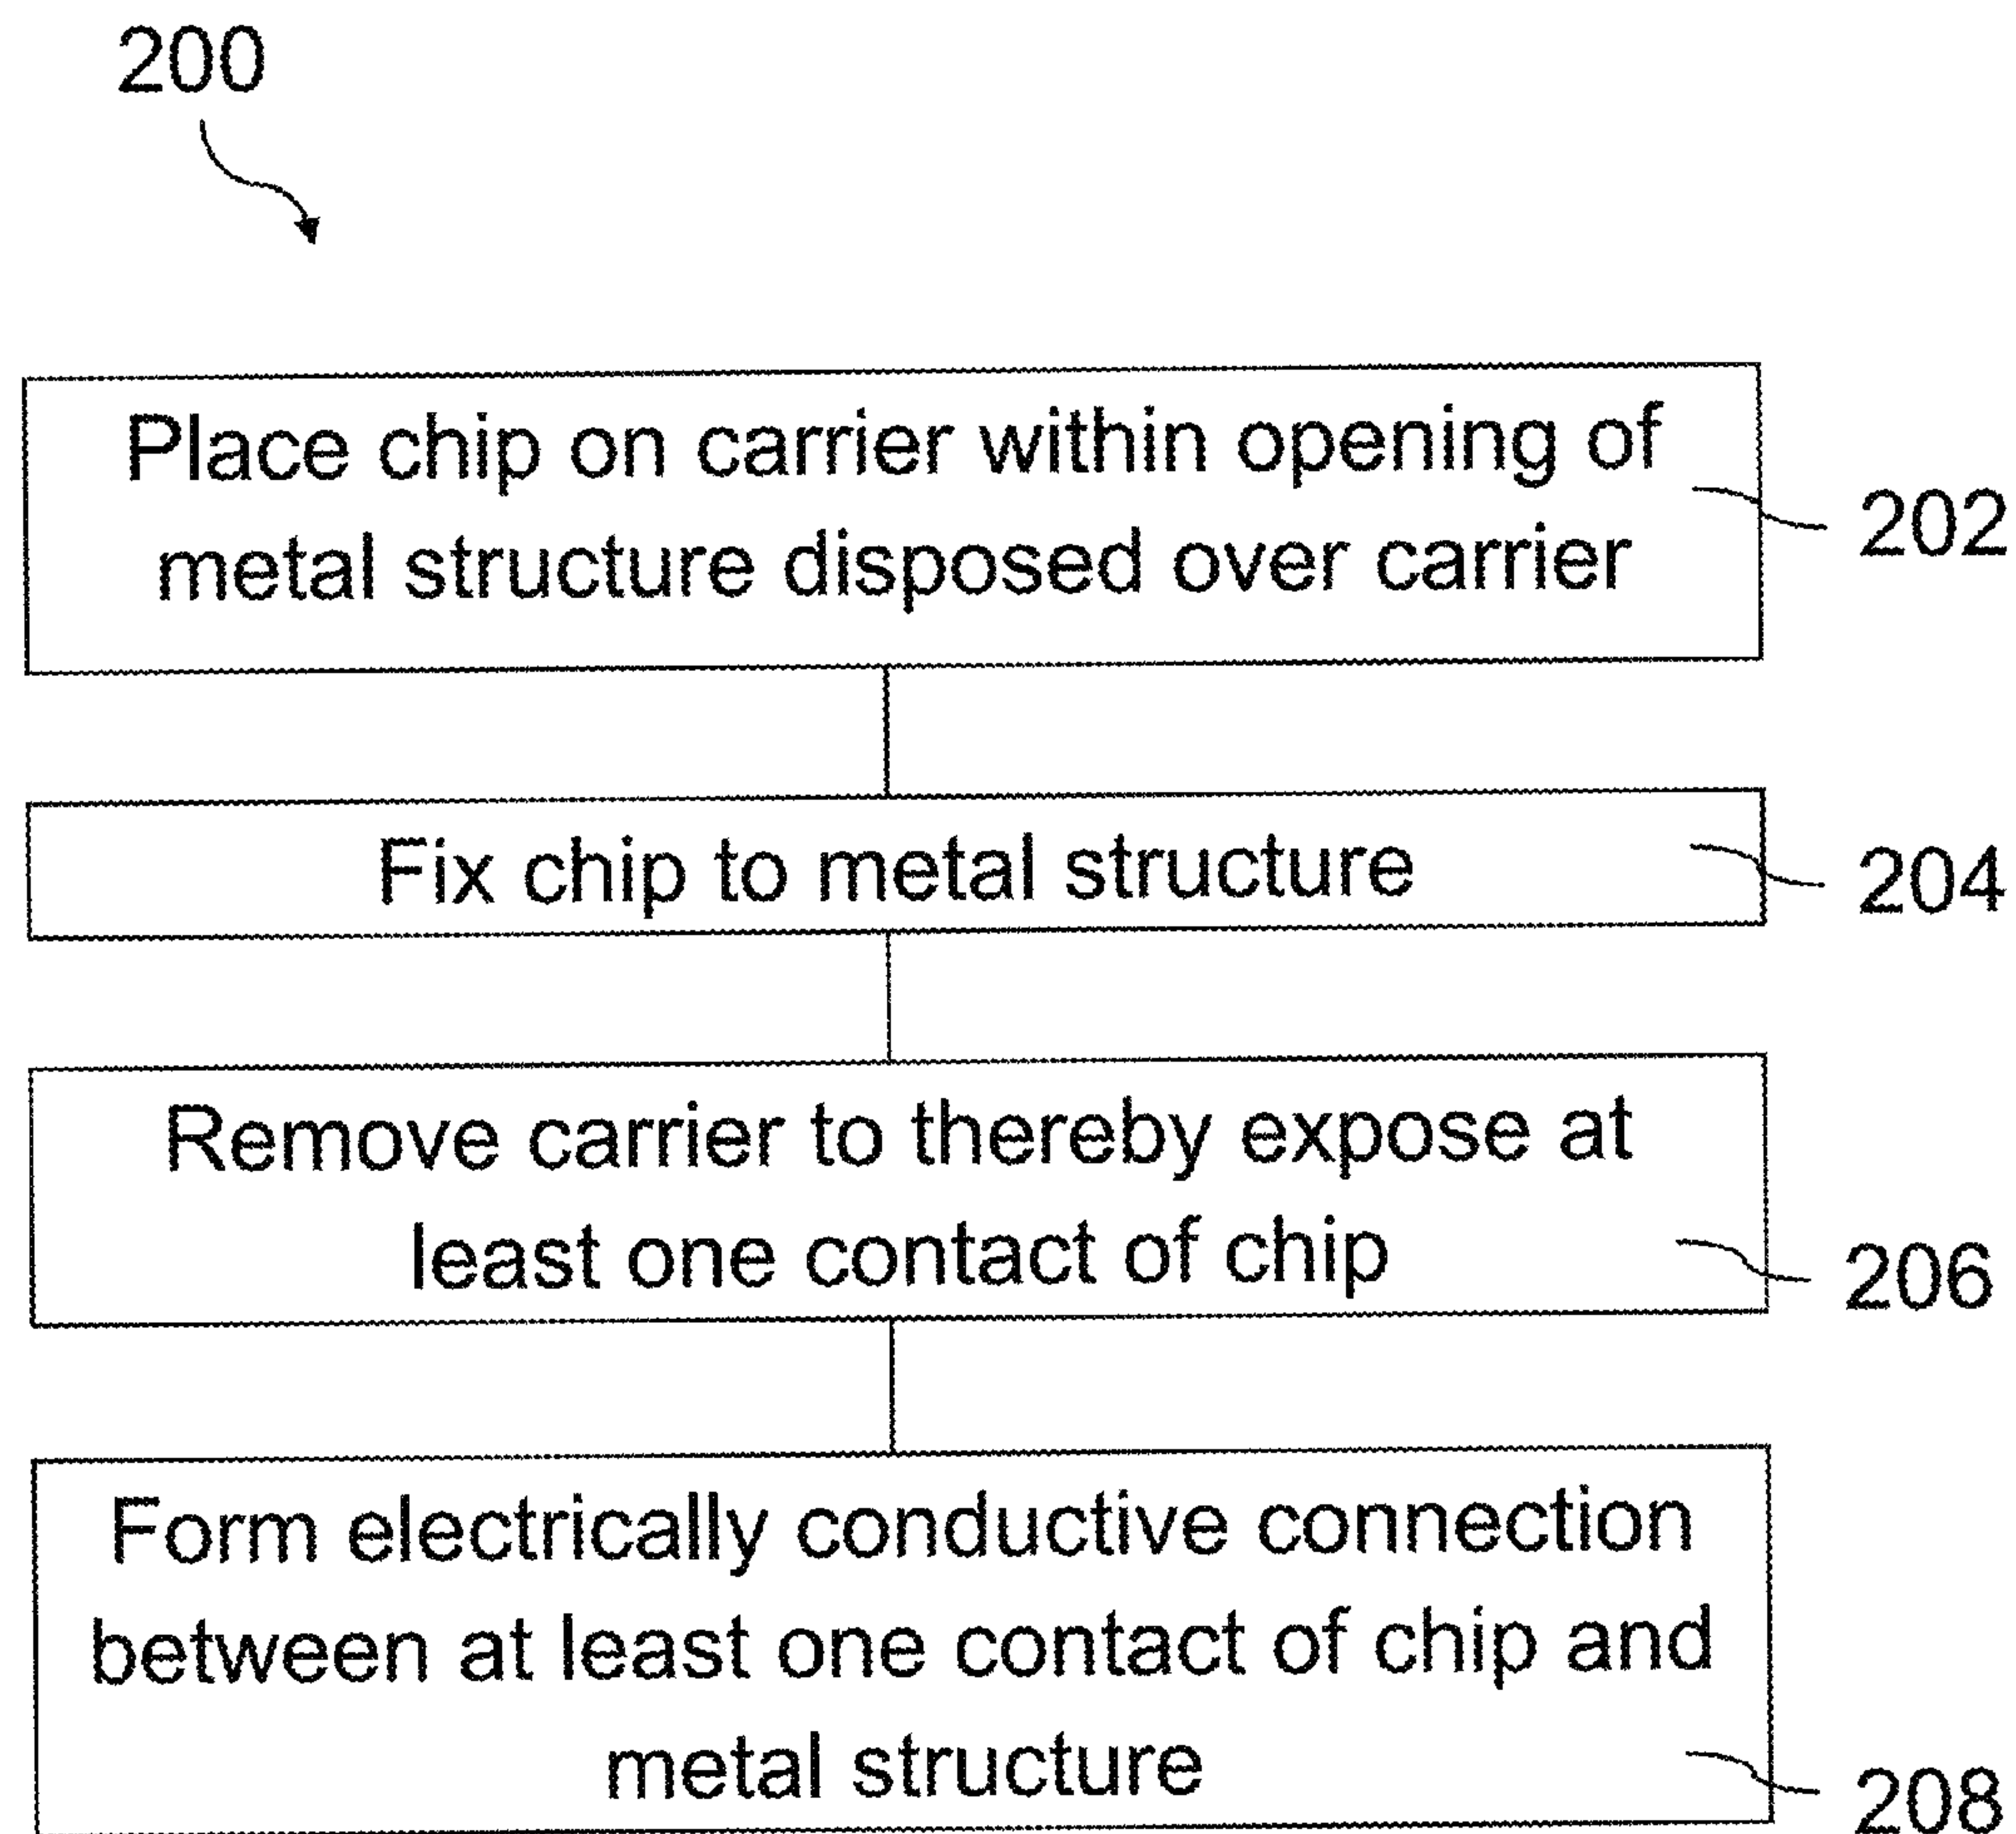 200
Place chip on carrier within opening of
metal structure disposed over carrier
202
Fix chip to metal structure
204
Remove carrier to thereby expose at
least one contact of chip
206
Form electrically conductive connection
between at least one contact of chip and
metal structure
208